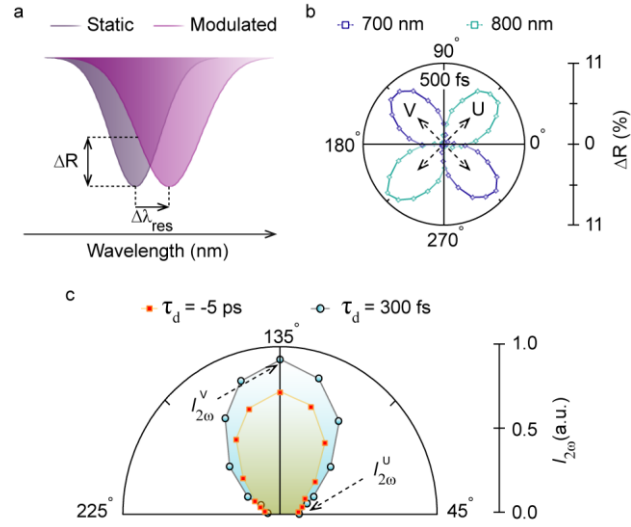 a
Static
Modulated
ΔR
Δλres
Wavelength (nm)
b
700 nm
800 nm
90°
500 fs
V
U
180°
0°
270°
11
0
11
ΔR (%)
c
τd = -5 ps
τd = 300 fs
135°
I2ωV
I2ωU
225°
45°
1.0
0.5
0.0
I2ω(a.u.)